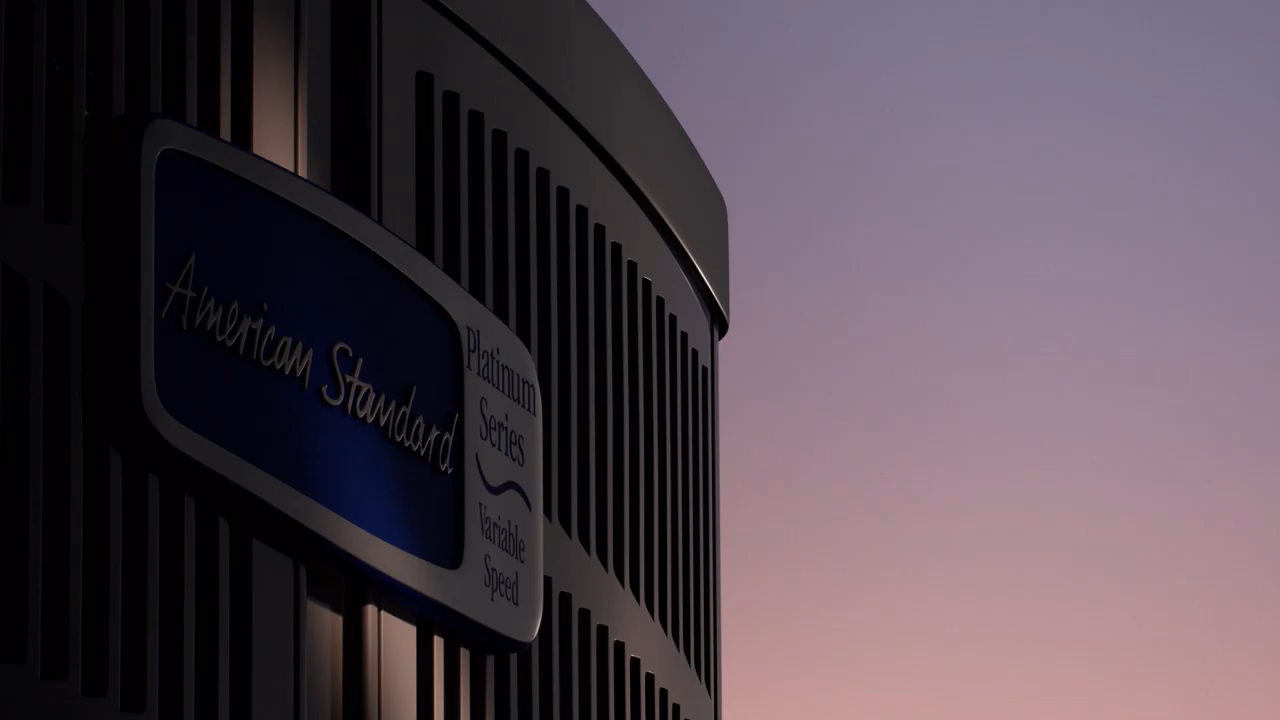 American Standard
Platinum
Series
Variable
Speed